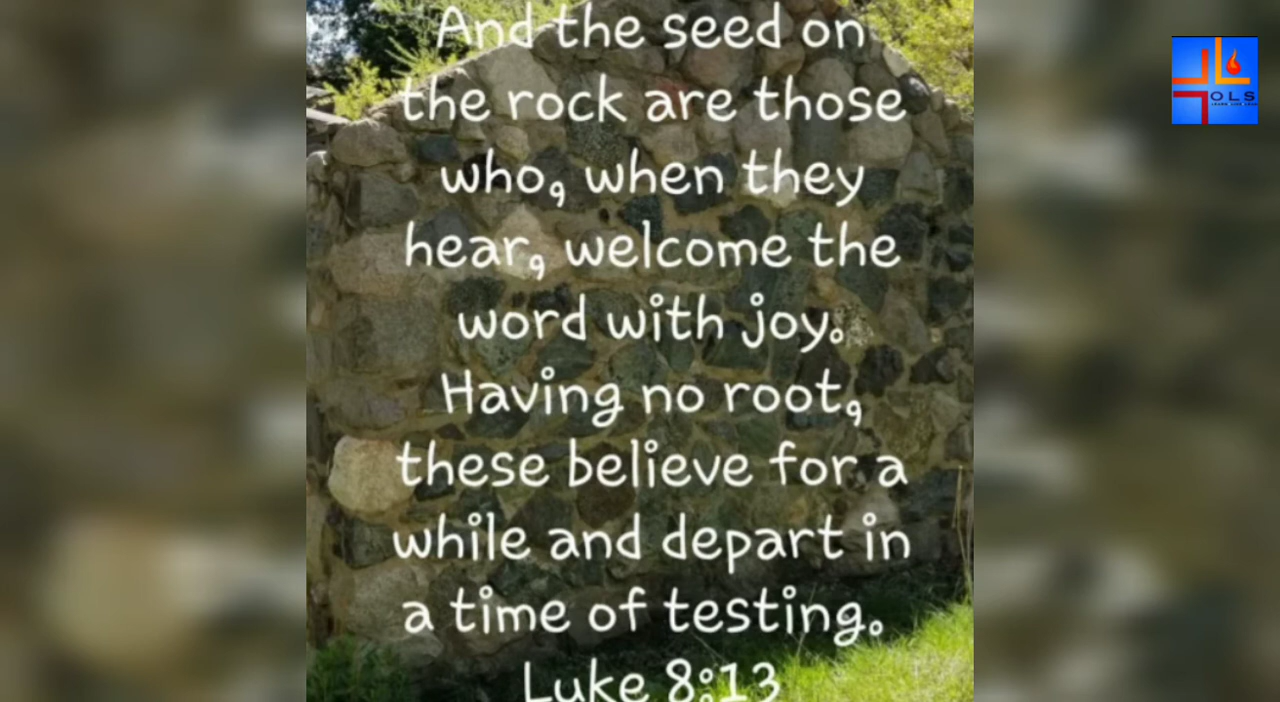 And the seed on
the rock are those
who, when they
hear, welcome the
word with joy.
Having no root,
these believe for a
while and depart in
a time of testing.
Luke 8:13
OLS